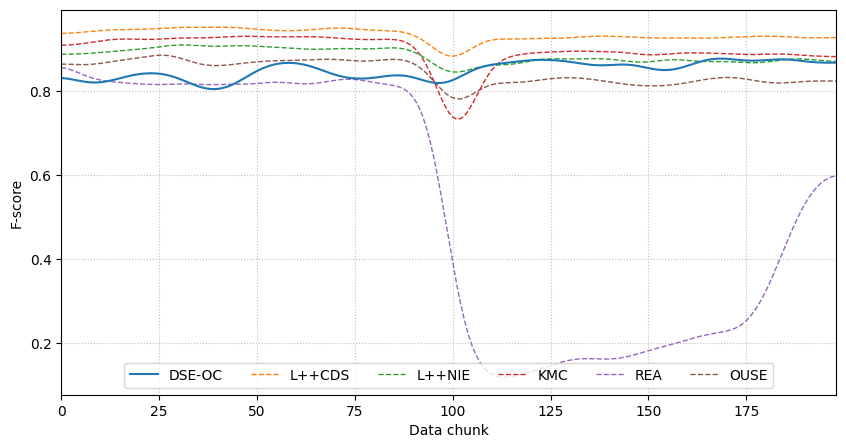 F-score
0.8
0.6
0.4
0.2
DSE-OC L++CDS L++NIE KMC REA OUSE
0 25 50 75 100 125 150 175
Data chunk